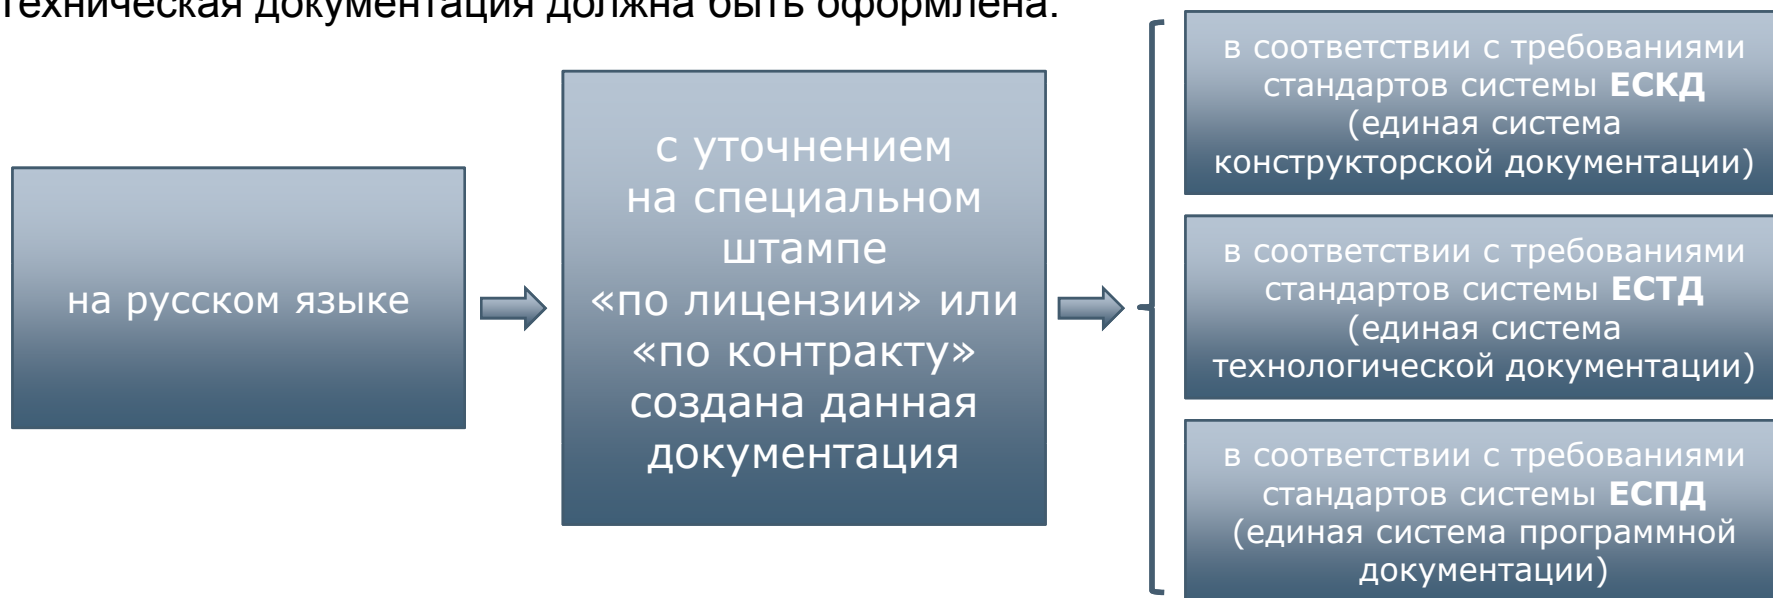 техническая документация должна быть оформлена:
на русском языке
с уточнением
на специальном
штампе
«по лицензии» или
«по контракту»
создана данная
документация
в соответствии с требованиями
стандартов системы ЕСКД
(единая система
конструкторской документации)
в соответствии с требованиями
стандартов системы ЕСТД
(единая система
технологической документации)
в соответствии с требованиями
стандартов системы ЕСПД
(единая система программной
документации)